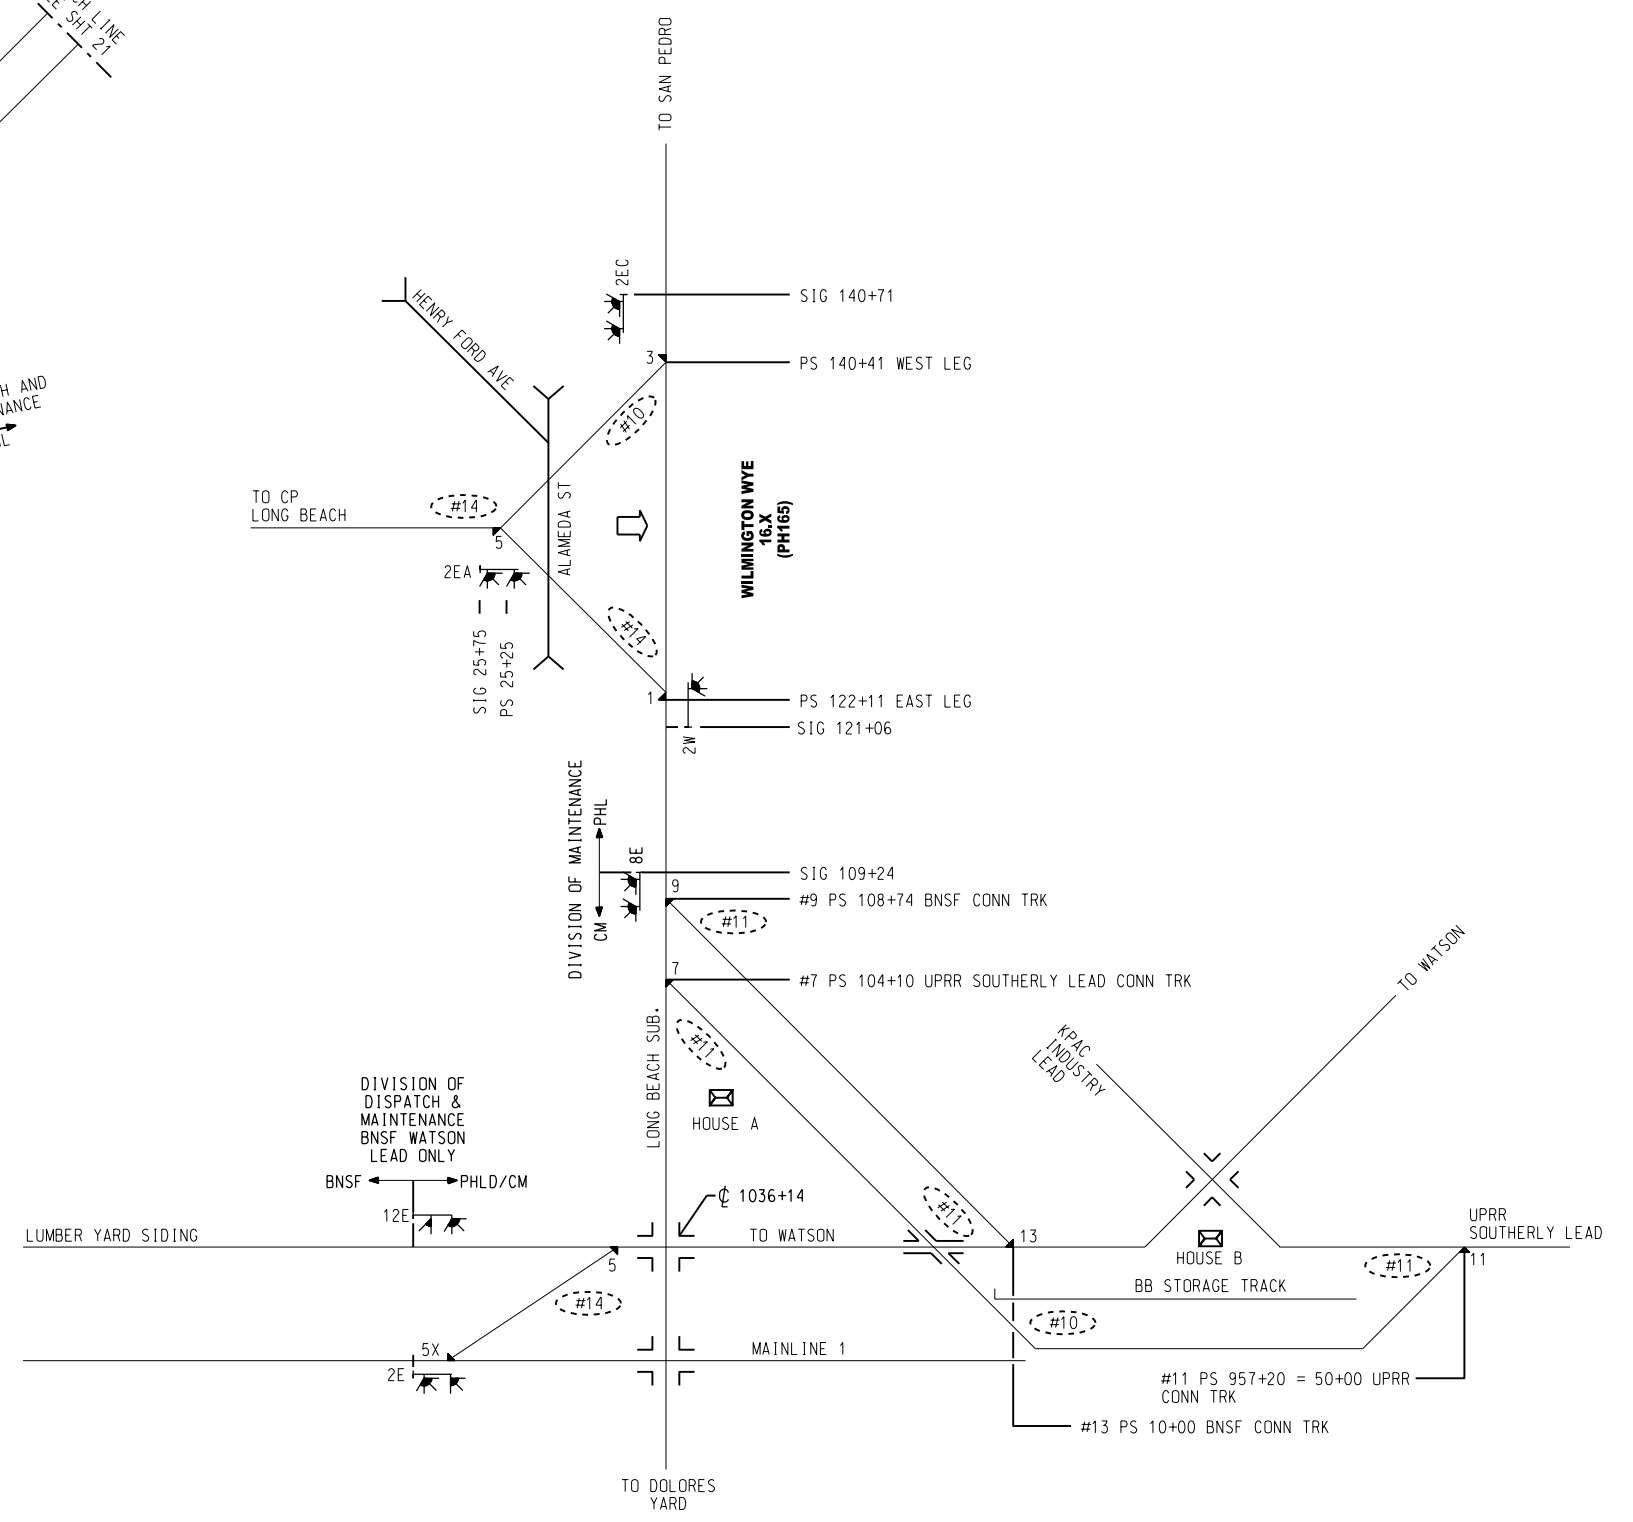 LINE
SHT 21
TO SAN PEDRO
2EC
SIG 140+71
HENRY FORD AVE
3
PS 140+41 WEST LEG
H AND
NANCE
#10
WILMINGTON WYE
16.X
(PH165)
TO CP
LONG BEACH
#14
5
ALAMEDA ST
2EA
SIG 25+75
PS 25+25
#14
1
PS 122+11 EAST LEG
SIG 121+06
2W
DIVISION OF MAINTENANCE
PHL
CM
8E
SIG 109+24
9
#9 PS 108+74 BNSF CONN TRK
#11
7
#7 PS 104+10 UPRR SOUTHERLY LEAD CONN TRK
TO WATSON
LONG BEACH SUB.
#11
KPAC
INDUSTRY
LEAD
DIVISION OF
DISPATCH &
MAINTENANCE
BNSF WATSON
LEAD ONLY
HOUSE A
BNSF
PHLD/CM
℄ 1036+14
12E
#11
LUMBER YARD SIDING
TO WATSON
13
UPRR
SOUTHERLY LEAD
5
HOUSE B
#11
11
BB STORAGE TRACK
#14
#10
5X
MAINLINE 1
2E
#11 PS 957+20 = 50+00 UPRR
CONN TRK
#13 PS 10+00 BNSF CONN TRK
TO DOLORES
YARD